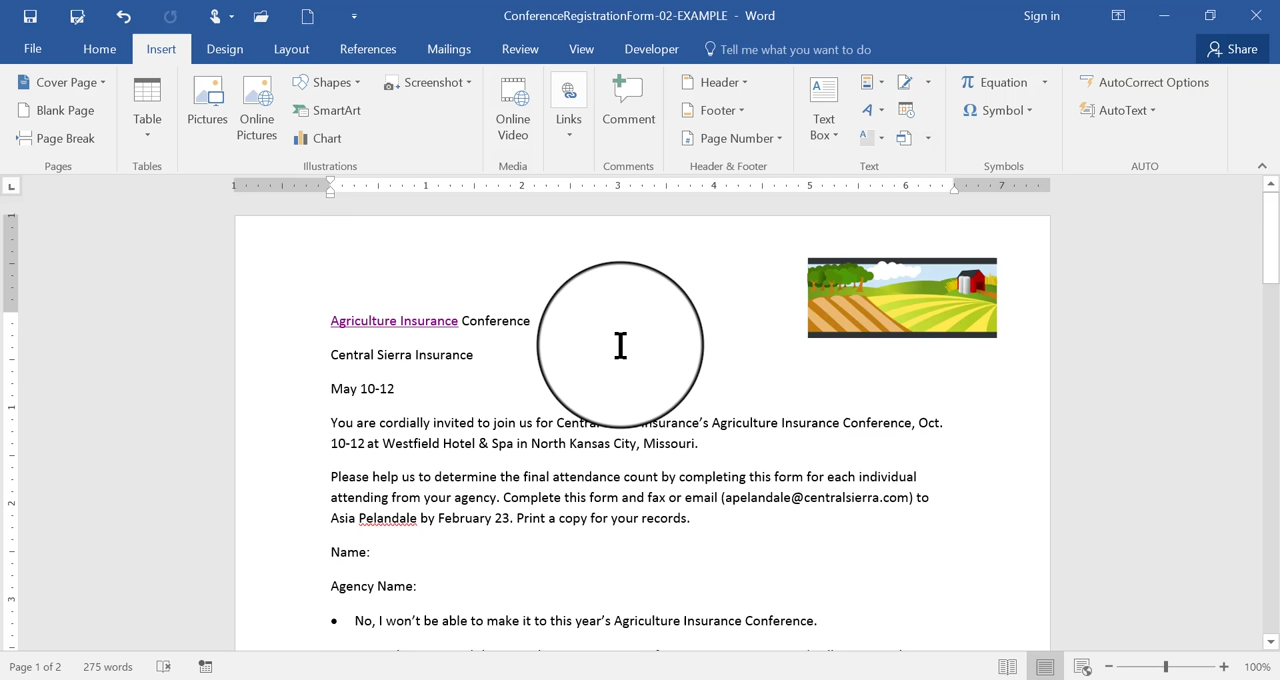 ConferenceRegistrationForm-02-EXAMPLE - Word
Sign in
File Home Insert Design Layout References Mailings Review View Developer Tell me what you want to do Share
Cover Page
Blank Page
Page Break
Pages
Table
Tables
Pictures
Online Pictures
Shapes
SmartArt
Chart
Screenshot
Illustrations
Online Video
Media
Links
Comment
Comments
Header
Footer
Page Number
Header & Footer
Text Box
Text
Equation
Symbol
Symbols
AutoCorrect Options
AutoText
AUTO
1 1 2 3 4 5 6 7
Agriculture Insurance Conference
Central Sierra Insurance
May 10-12
You are cordially invited to join us for Insurance's Agriculture Insurance Conference, Oct.
10-12 at Westfield Hotel & Spa in North Kansas City, Missouri.
Please help us to determine the final attendance count by completing this form for each individual
attending from your agency. Complete this form and fax or email (apelandale@centralsierra.com) to
Asia Pelandale by February 23. Print a copy for your records.
Name:
Agency Name:
• No, I won't be able to make it to this year's Agriculture Insurance Conference.
Page 1 of 2 275 words 100%